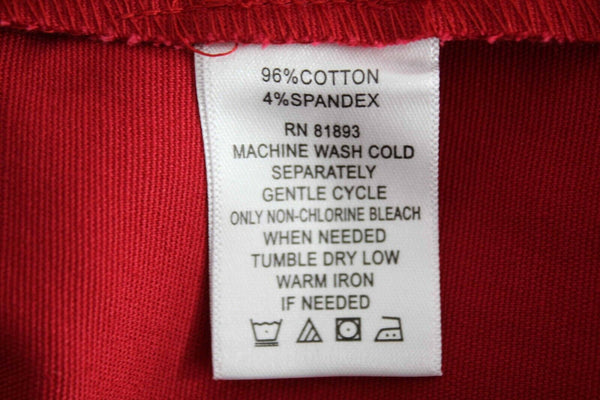 96%COTTON
4%SPANDEX
RN 81893
MACHINE WASH COLD
SEPARATELY
GENTLE CYCLE
ONLY NON-CHLORINE BLEACH
WHEN NEEDED
TUMBLE DRY LOW
WARM IRON
IF NEEDED